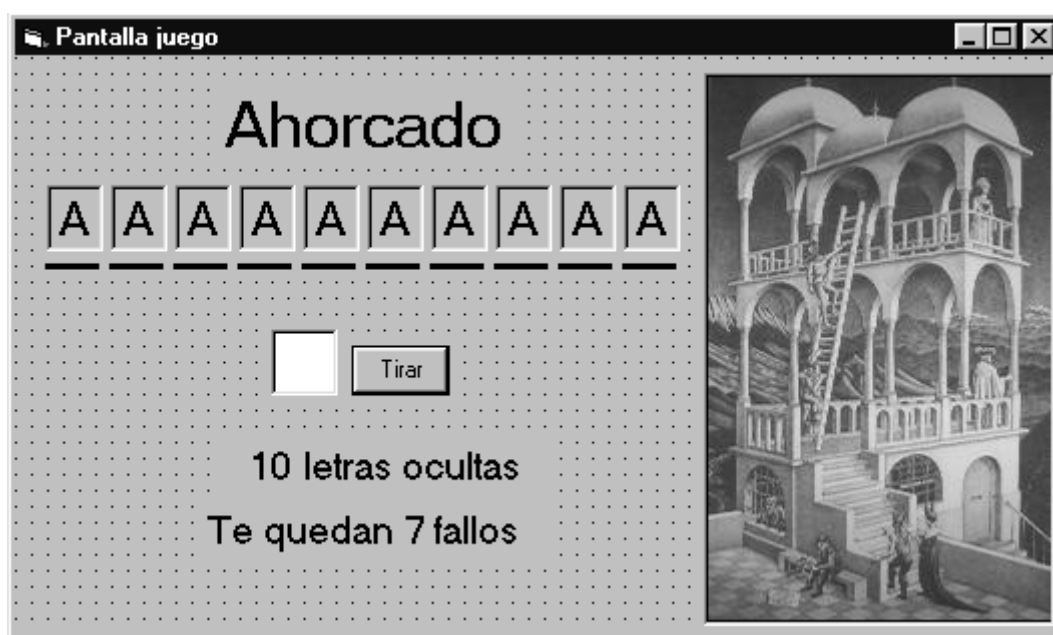 Pantalla juego
Ahorcado
A A A A A A A A A A
Tirar
10 letras ocultas
Te quedan 7 fallos